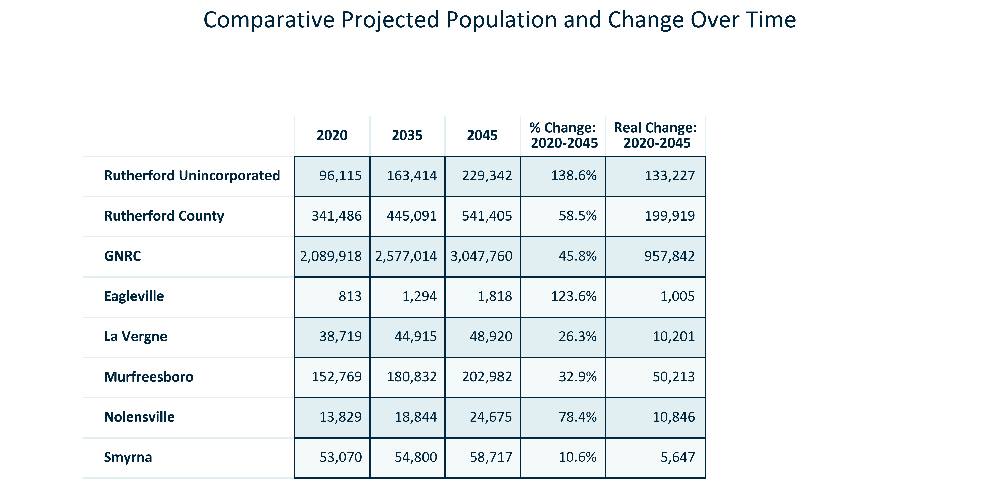 Comparative Projected Population and Change Over Time
2020 2035 2045 % Change: 2020-2045 Real Change: 2020-2045
Rutherford Unincorporated 96,115 163,414 229,342 138.6% 133,227
Rutherford County 341,486 445,091 541,405 58.5% 199,919
GNRC 2,089,918 2,577,014 3,047,760 45.8% 957,842
Eagleville 813 1,294 1,818 123.6% 1,005
La Vergne 38,719 44,915 48,920 26.3% 10,201
Murfreesboro 152,769 180,832 202,982 32.9% 50,213
Nolensville 13,829 18,844 24,675 78.4% 10,846
Smyrna 53,070 54,800 58,717 10.6% 5,647